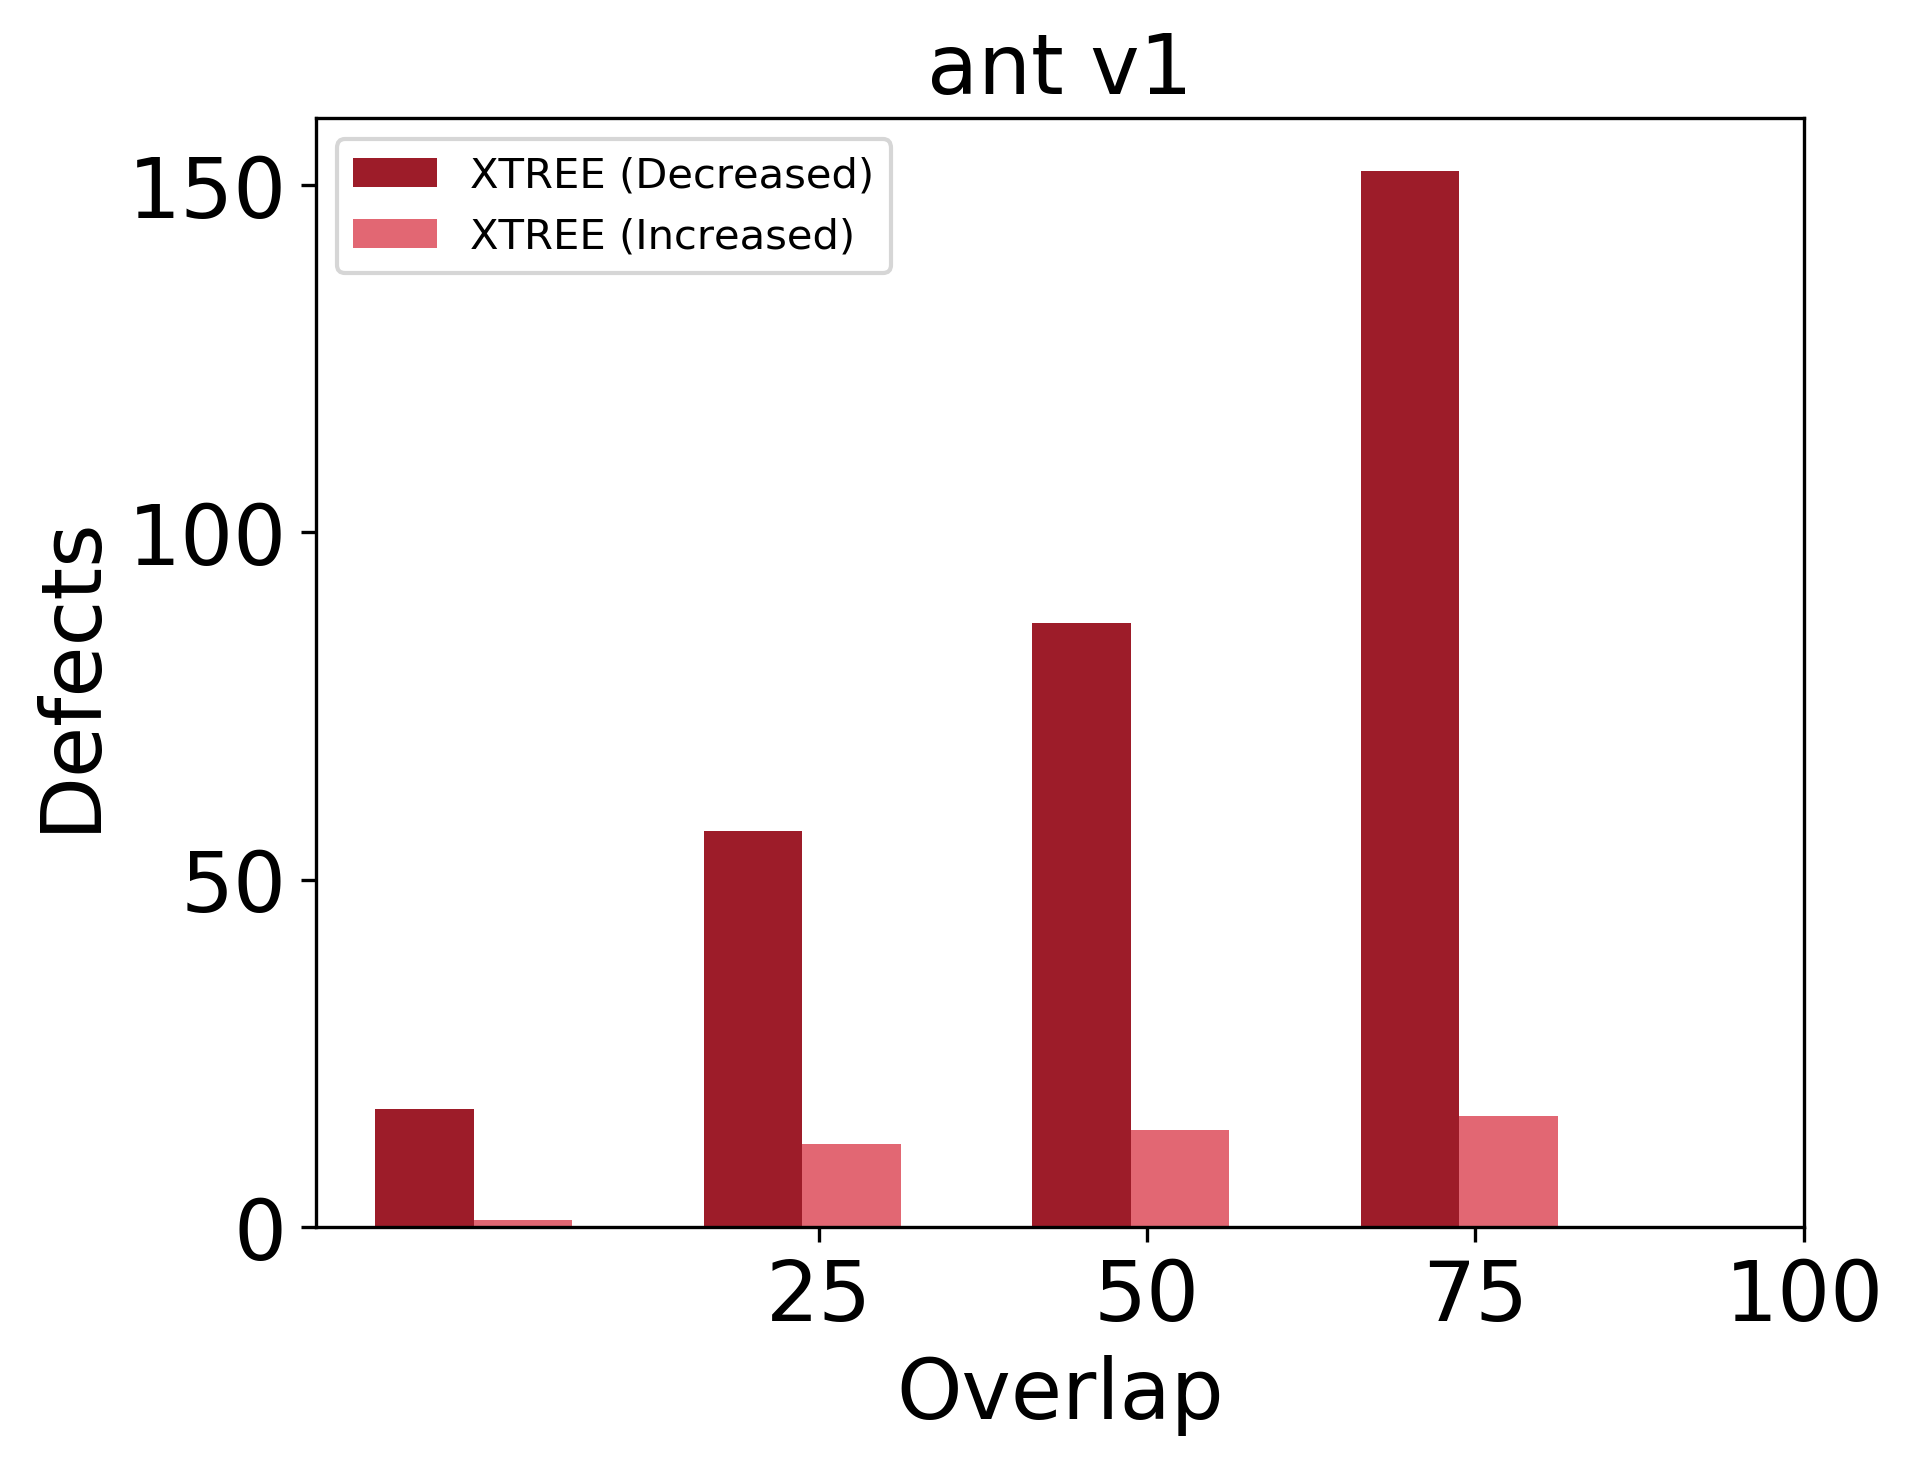 ant v1
XTREE (Decreased)
XTREE (Increased)
150
100
50
0
Defects
25 50 75 100
Overlap